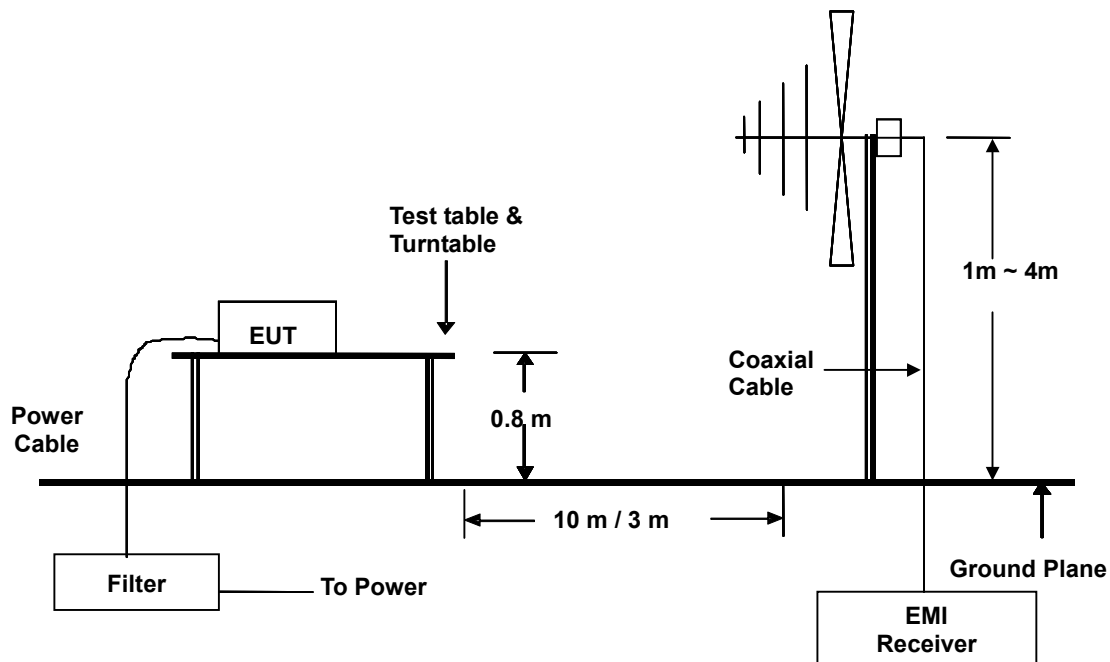 Test table &
Turntable
1m ~ 4m
EUT
Coaxial
Cable
0.8 m
Power
Cable
10 m / 3 m
Filter
To Power
Ground Plane
EMI
Receiver